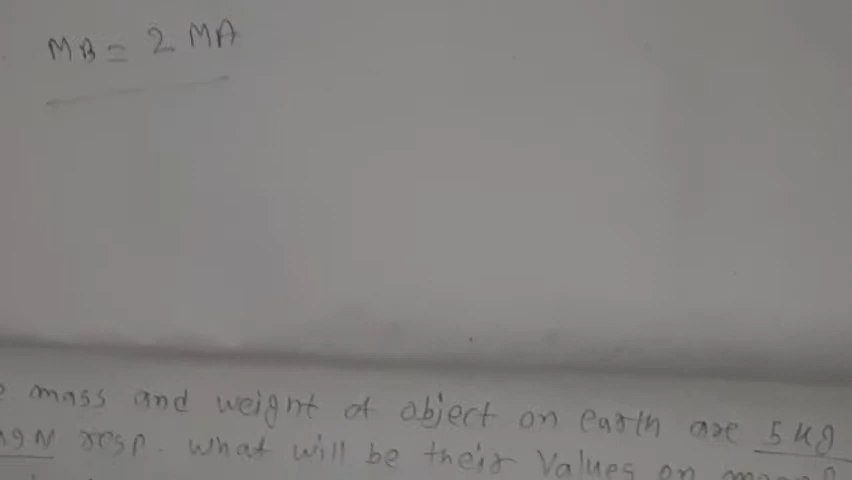 MB = 2 MA
mass and weight of object on earth are 5 kg
N resp. What will be their values on moon?